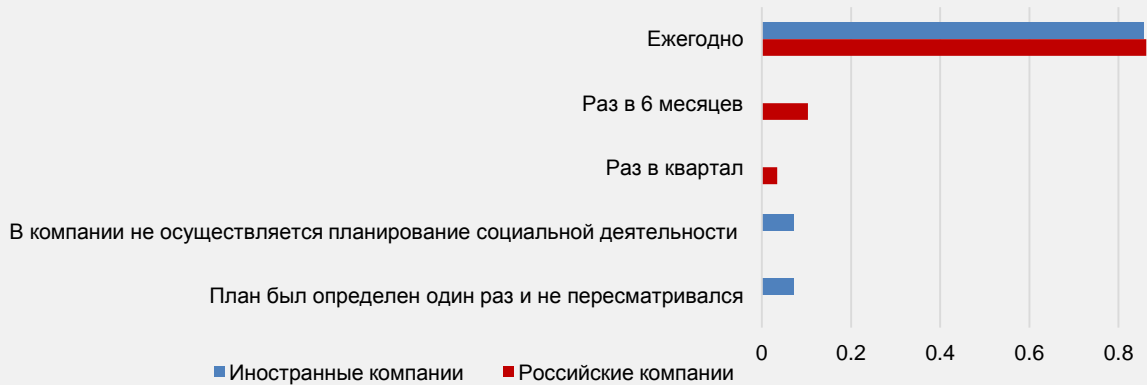 Ежегодно
Раз в 6 месяцев
Раз в квартал
В компании не осуществляется планирование социальной деятельности
План был определен один раз и не пересматривался
0 0.2 0.4 0.6 0.8
Иностранные компании Российские компании